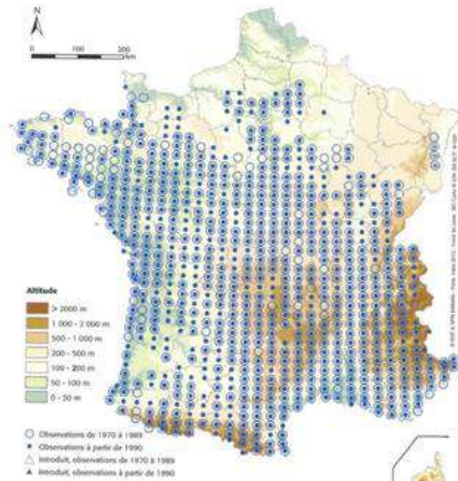 N
0
100
200
km
Altitude
> 2000 m
1 000 - 2 000 m
500 - 1 000 m
200 - 500 m
100 - 200 m
50 - 100 m
0 - 50 m
Observations de 1970 à 1989
Observations à partir de 1990
Introduit, observations de 1970 à 1989
Introduit, observations à partir de 1990